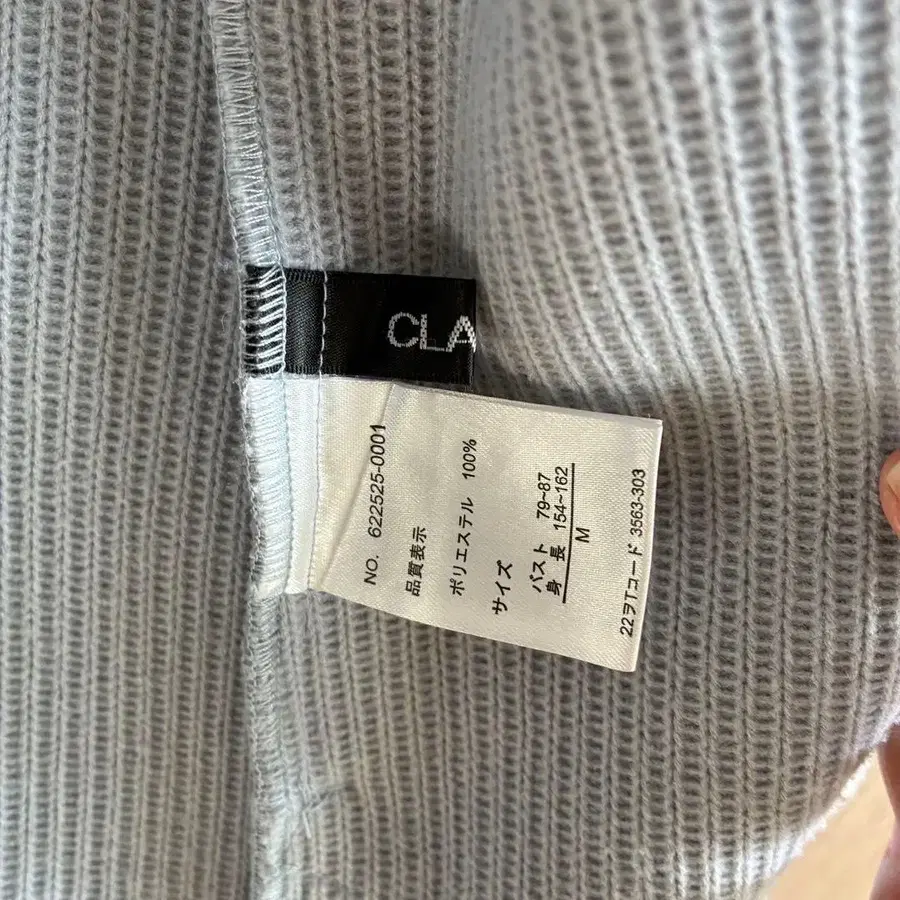 CLA
NO. 622525-0001
品質表示
ポリエステル 100%
サイズ
バスト 79~87
身 長 154~162
M
22ヲTコード 3563-303